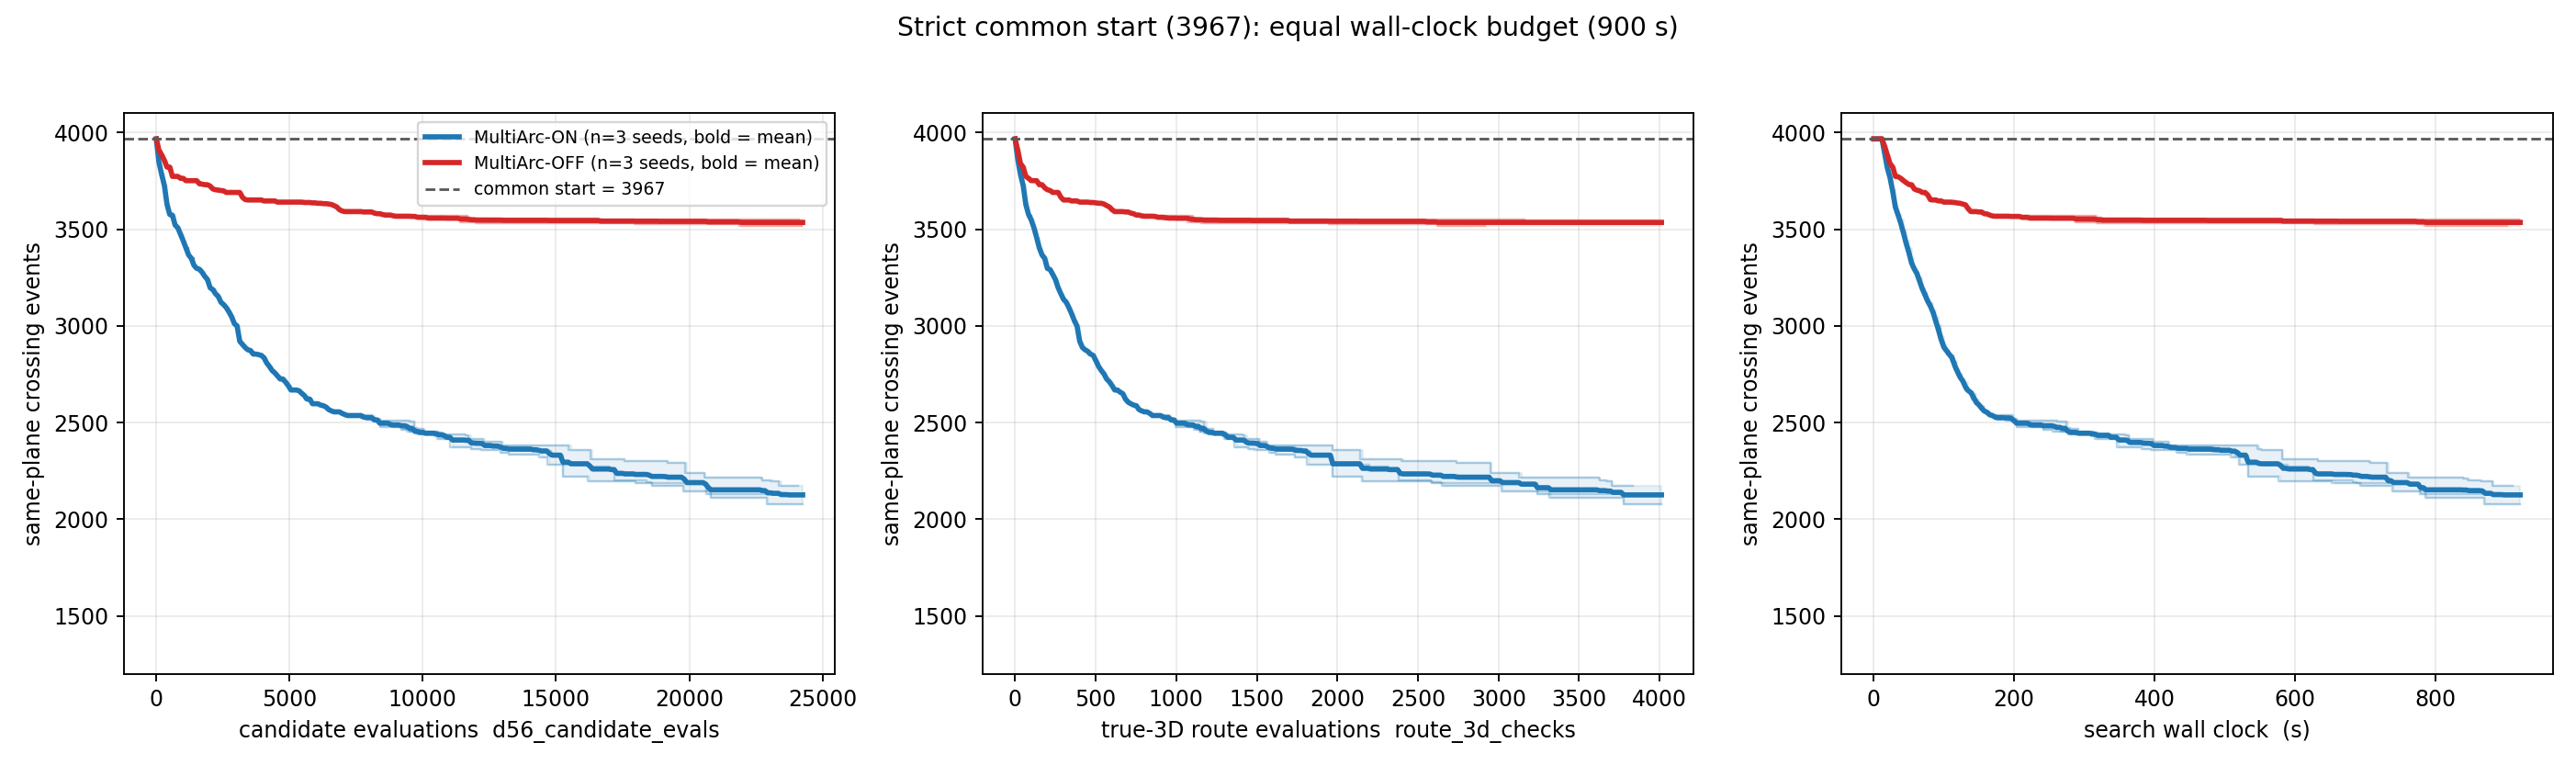 Strict common start (3967): equal wall-clock budget (900 s)
same-plane crossing events
4000
3500
3000
2500
2000
1500
MultiArc-ON (n=3 seeds, bold = mean)
MultiArc-OFF (n=3 seeds, bold = mean)
common start = 3967
0 5000 10000 15000 20000 25000
candidate evaluations d56_candidate_evals
same-plane crossing events
4000
3500
3000
2500
2000
1500
0 500 1000 1500 2000 2500 3000 3500 4000
true-3D route evaluations route_3d_checks
same-plane crossing events
4000
3500
3000
2500
2000
1500
0 200 400 600 800
search wall clock (s)